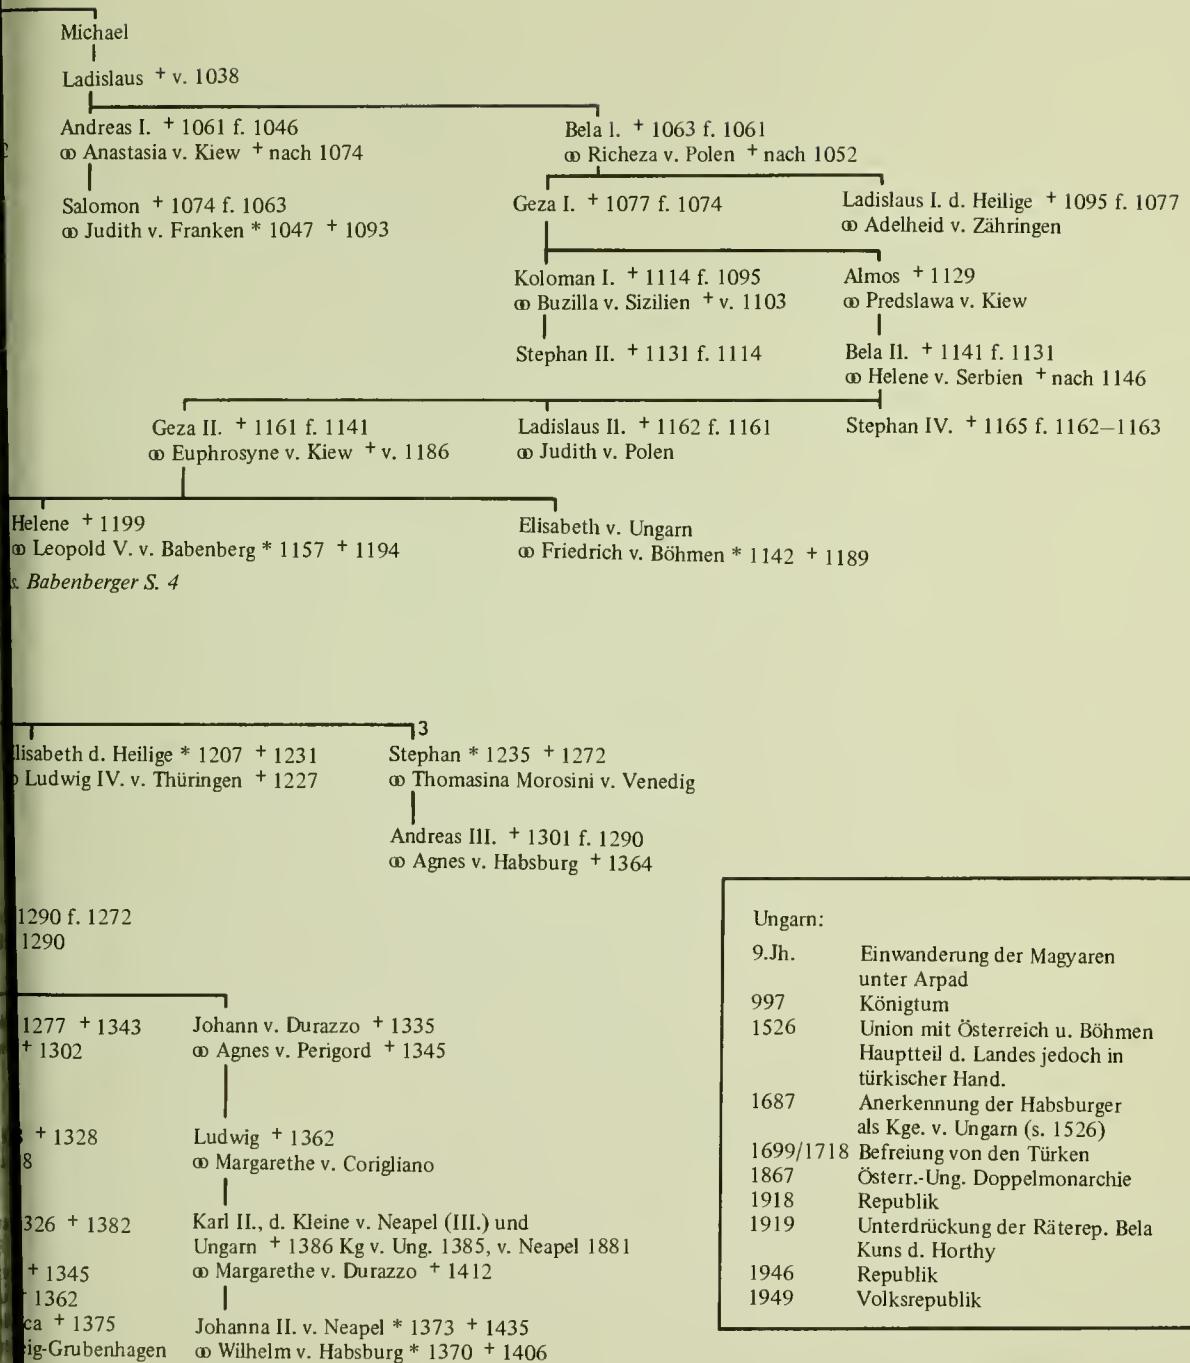 Michael
Ladislaus + v. 1038
Andreas I. + 1061 f. 1046
ꝏ Anastasia v. Kiew + nach 1074
Bela I. + 1063 f. 1061
ꝏ Richeza v. Polen + nach 1052
Salomon + 1074 f. 1063
ꝏ Judith v. Franken * 1047 + 1093
Geza I. + 1077 f. 1074
Ladislaus I. d. Heilige + 1095 f. 1077
ꝏ Adelheid v. Zähringen
Koloman I. + 1114 f. 1095
ꝏ Buzilla v. Sizilien + v. 1103
Almos + 1129
ꝏ Predslawa v. Kiew
Stephan II. + 1131 f. 1114
Bela II. + 1141 f. 1131
ꝏ Helene v. Serbien + nach 1146
Geza II. + 1161 f. 1141
ꝏ Euphrosyne v. Kiew + v. 1186
Ladislaus II. + 1162 f. 1161
ꝏ Judith v. Polen
Stephan IV. + 1165 f. 1162–1163
Helene + 1199
ꝏ Leopold V. v. Babenberg * 1157 + 1194
s. Babenberger S. 4
Elisabeth v. Ungarn
ꝏ Friedrich v. Böhmen * 1142 + 1189
3
lisabeth d. Heilige * 1207 + 1231
Ludwig IV. v. Thüringen + 1227
Stephan * 1235 + 1272
ꝏ Thomasina Morosini v. Venedig
Andreas III. + 1301 f. 1290
ꝏ Agnes v. Habsburg + 1364
1290 f. 1272
1290
1277 + 1343
+ 1302
Johann v. Durazzo + 1335
ꝏ Agnes v. Perigord + 1345
+ 1328
8
Ludwig + 1362
ꝏ Margarethe v. Corigliano
326 + 1382
Karl II., d. Kleine v. Neapel (III.) und
Ungarn + 1386 Kg v. Ung. 1385, v. Neapel 1881
ꝏ Margarethe v. Durazzo + 1412
+ 1345
1362
ca + 1375
ig-Grubenhagen
Johanna II. v. Neapel * 1373 + 1435
ꝏ Wilhelm v. Habsburg * 1370 + 1406
Ungarn:
9.Jh. Einwanderung der Magyaren
unter Arpad
997 Königtum
1526 Union mit Österreich u. Böhmen
Hauptteil d. Landes jedoch in
türkischer Hand.
1687 Anerkennung der Habsburger
als Kge. v. Ungarn (s. 1526)
1699/1718 Befreiung von den Türken
1867 Österr.-Ung. Doppelmonarchie
1918 Republik
1919 Unterdrückung der Räterep. Bela
Kuns d. Horthy
1946 Republik
1949 Volksrepublik